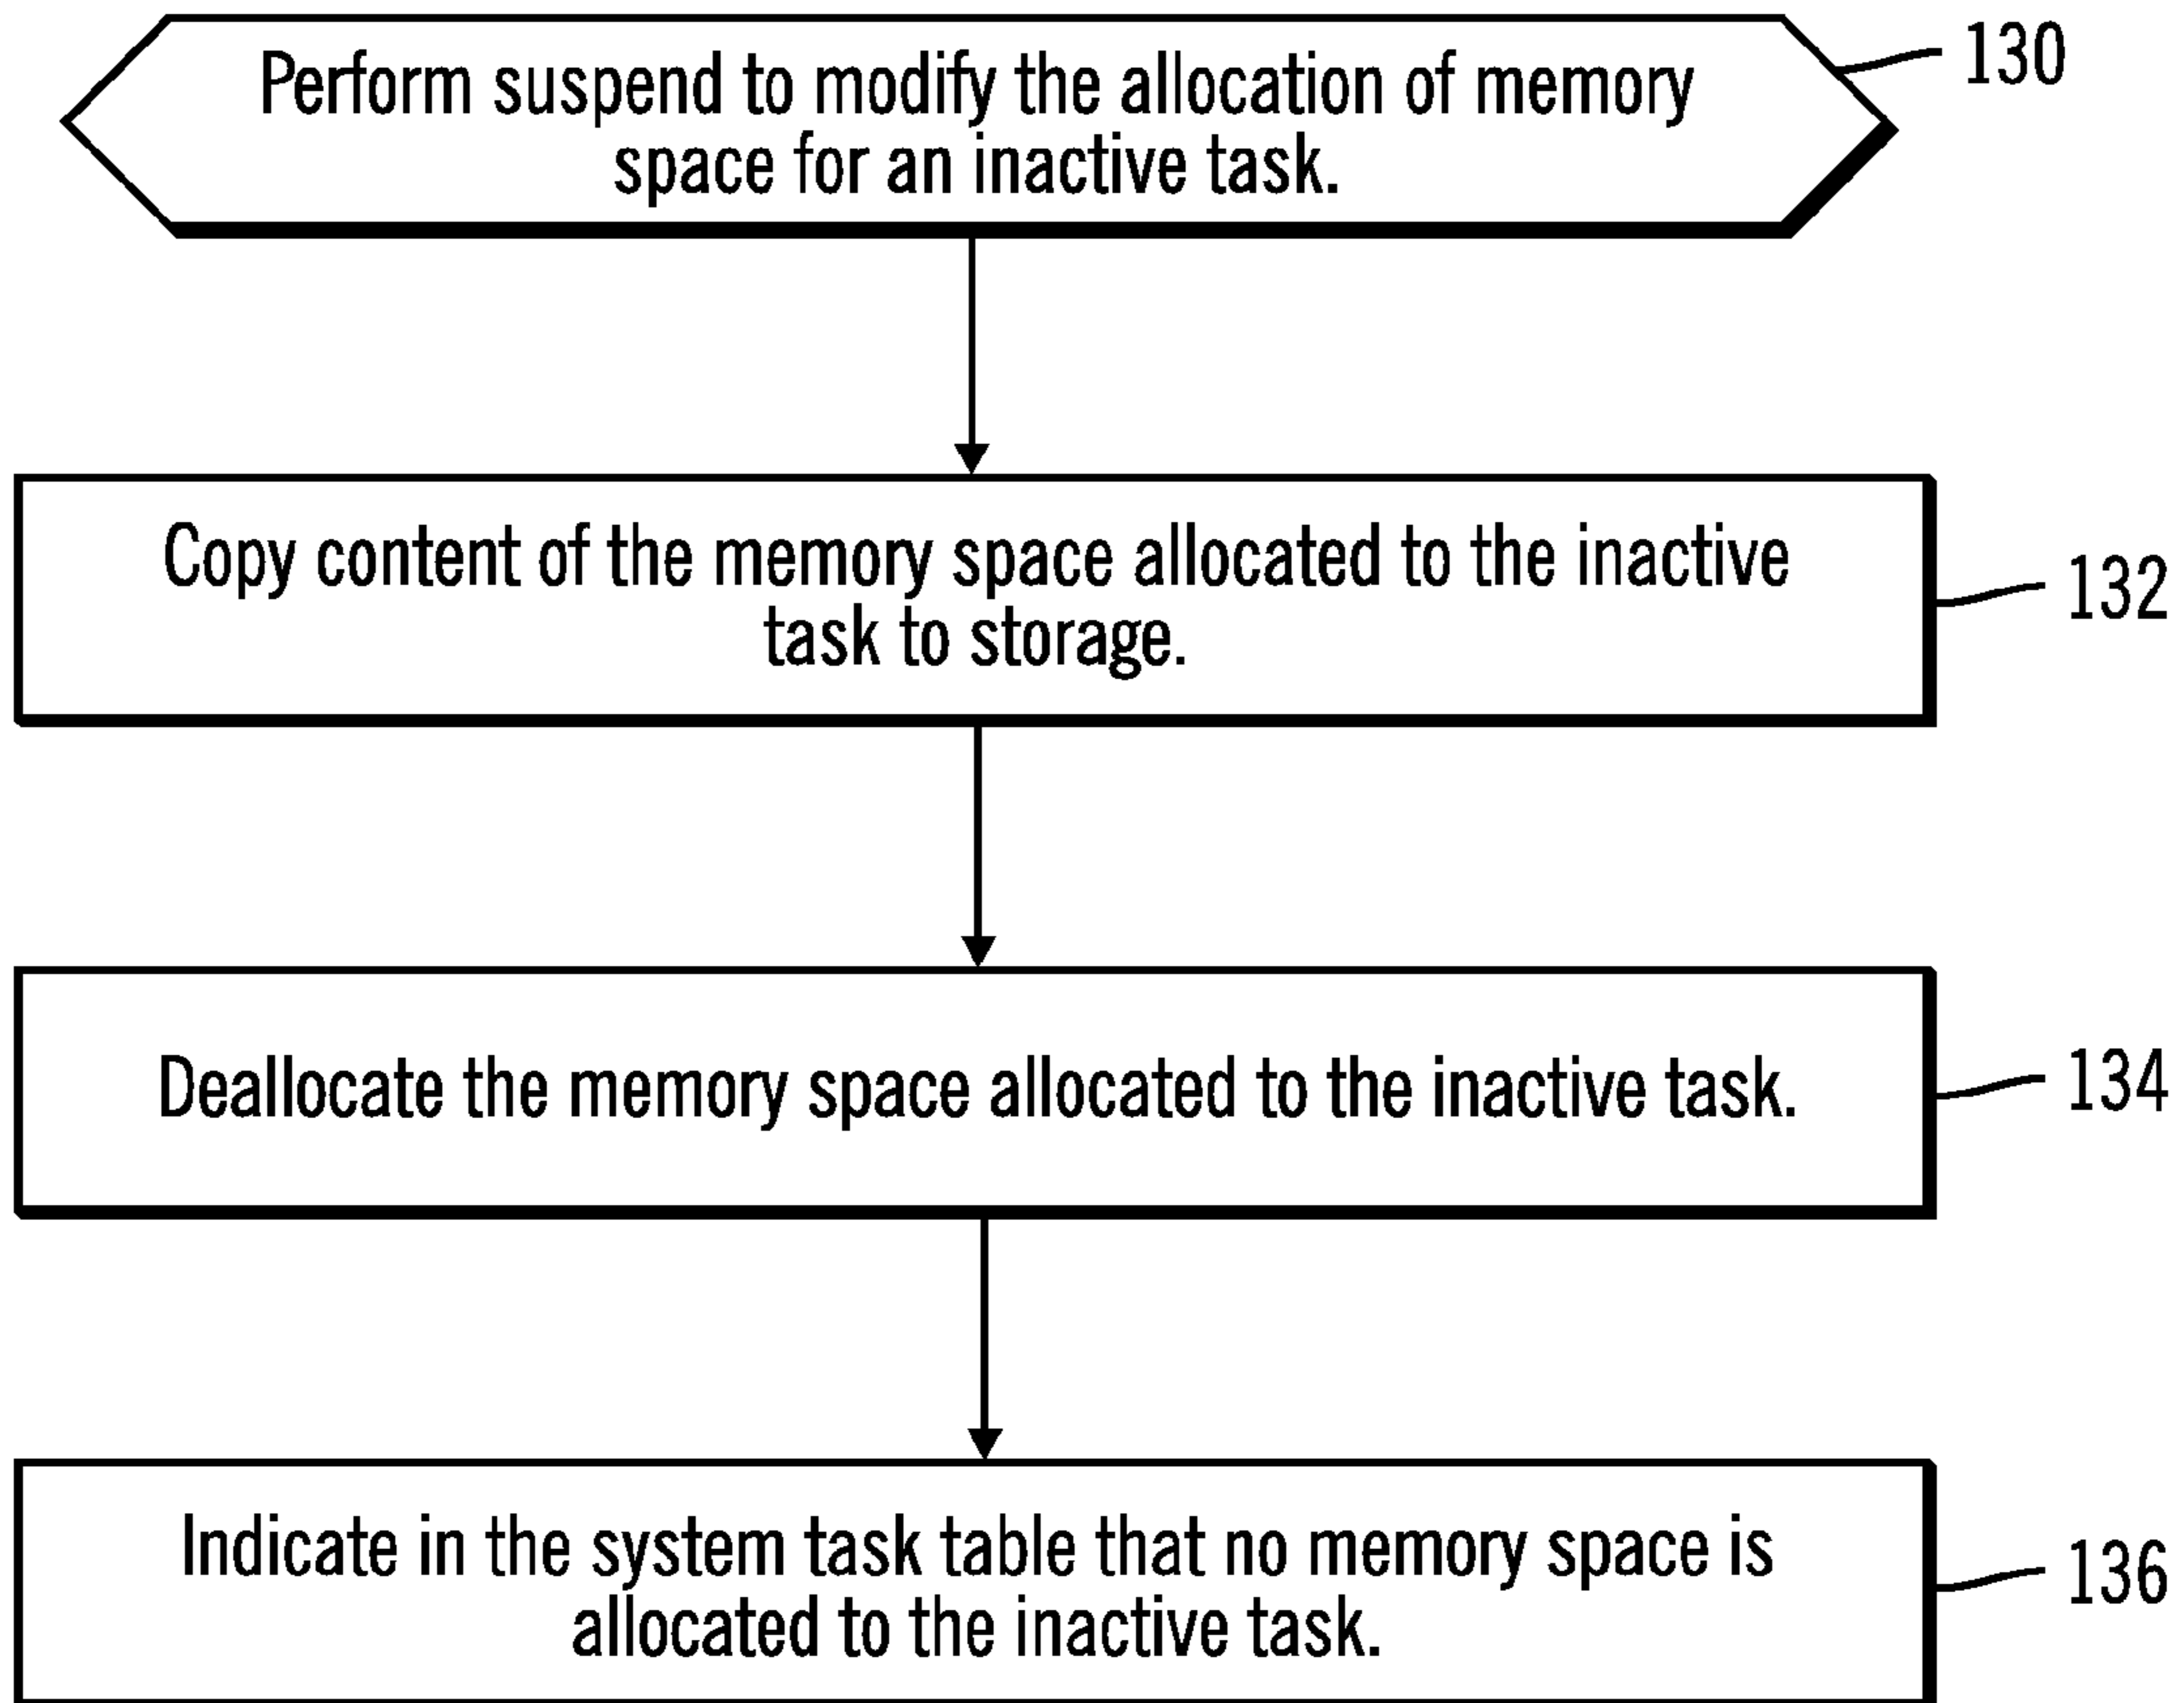 Perform suspend to modify the allocation of memory
space for an inactive task.
130
Copy content of the memory space allocated to the inactive
task to storage.
132
Deallocate the memory space allocated to the inactive task.
134
Indicate in the system task table that no memory space is
allocated to the inactive task.
136